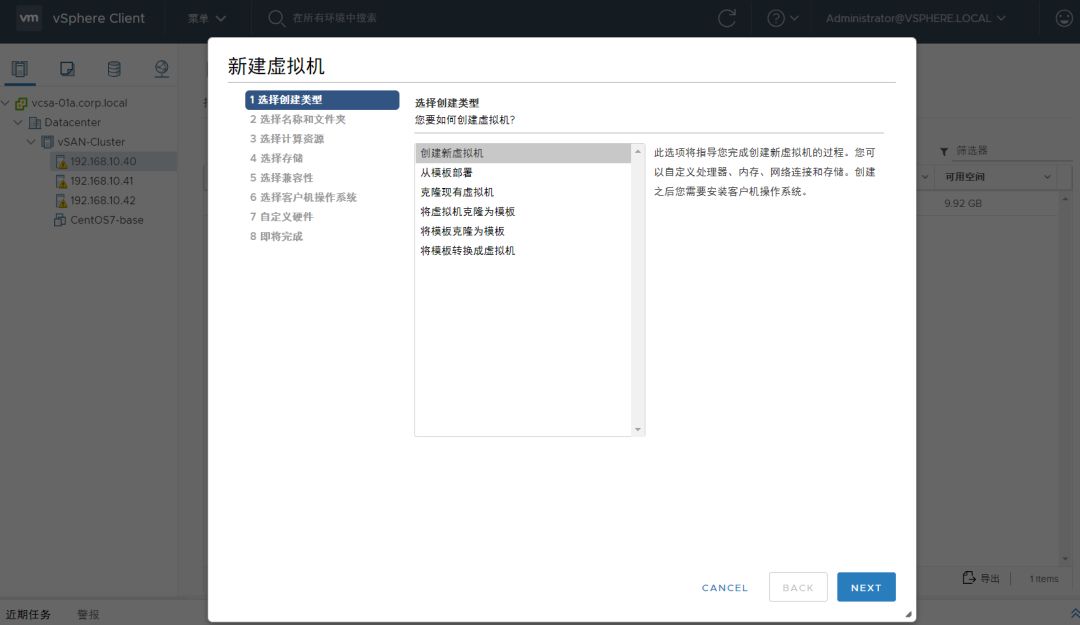 vm vSphere Client 菜单 在所有环境中搜索 Administrator@VSPHERE.LOCAL
vcsa-01a.corp.local
Datacenter
vSAN-Cluster
192.168.10.40
192.168.10.41
192.168.10.42
CentOS7-base
新建虚拟机
1 选择创建类型
2 选择名称和文件夹
3 选择计算资源
4 选择存储
5 选择兼容性
6 选择客户机操作系统
7 自定义硬件
8 即将完成
选择创建类型
您要如何创建虚拟机?
创建新虚拟机
从模板部署
克隆现有虚拟机
将虚拟机克隆为模板
将模板克隆为模板
将模板转换成虚拟机
此选项将指导您完成创建新虚拟机的过程。您可
以自定义处理器、内存、网络连接和存储。创建
之后您需要安装客户机操作系统。
筛选器
可用空间
9.92 GB
CANCEL BACK NEXT
导出 1 items
近期任务 警报